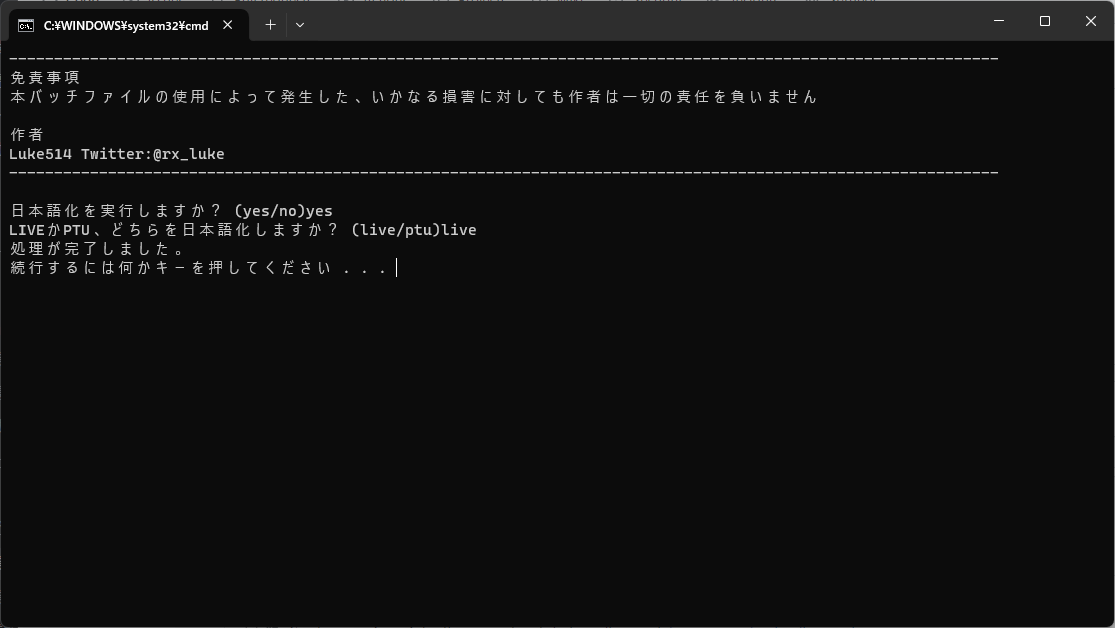 C:¥WINDOWS¥system32¥cmd
----------------------------------------------------------------------------------------------------
免責事項
本バッチファイルの使用によって発生した、いかなる損害に対しても作者は一切の責任を負いません
作者
Luke514 Twitter:@rx_luke
----------------------------------------------------------------------------------------------------
日本語化を実行しますか？ (yes/no)yes
LIVEかPTU、どちらを日本語化しますか？ (live/ptu)live
処理が完了しました。
続行するには何かキーを押してください . . .